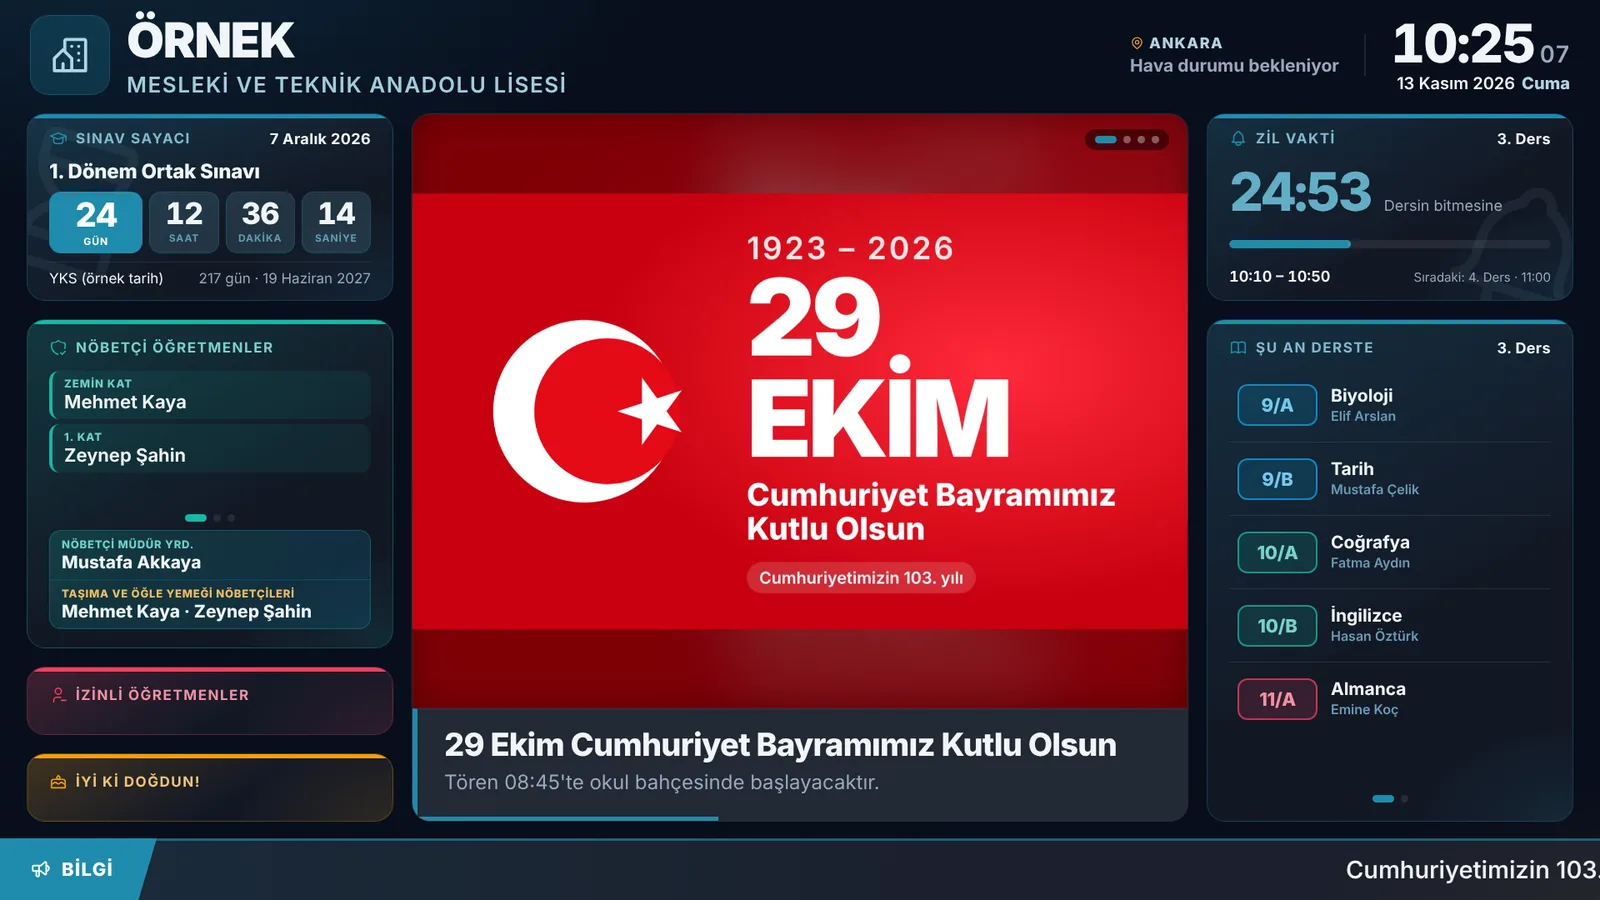 ÖRNEK
MESLEKİ VE TEKNİK ANADOLU LİSESİ
ANKARA
Hava durumu bekleniyor
10:25 07
13 Kasım 2026 Cuma
SINAV SAYACI
7 Aralık 2026
1. Dönem Ortak Sınavı
24 GÜN
12 SAAT
36 DAKİKA
14 SANİYE
YKS (örnek tarih)
217 gün · 19 Haziran 2027
NÖBETÇİ ÖĞRETMENLER
ZEMİN KAT
Mehmet Kaya
1. KAT
Zeynep Şahin
NÖBETÇİ MÜDÜR YRD.
Mustafa Akkaya
TAŞIMA VE ÖĞLE YEMEĞİ NÖBETÇİLERİ
Mehmet Kaya · Zeynep Şahin
İZİNLİ ÖĞRETMENLER
İYİ Kİ DOĞDUN!
1923 – 2026
29
EKİM
Cumhuriyet Bayramımız
Kutlu Olsun
Cumhuriyetimizin 103. yılı
29 Ekim Cumhuriyet Bayramımız Kutlu Olsun
Tören 08:45'te okul bahçesinde başlayacaktır.
ZİL VAKTİ
3. Ders
24:53 Dersin bitmesine
10:10 – 10:50
Sıradaki: 4. Ders · 11:00
ŞU AN DERSTE
3. Ders
9/A
Biyoloji
Elif Arslan
9/B
Tarih
Mustafa Çelik
10/A
Coğrafya
Fatma Aydın
10/B
İngilizce
Hasan Öztürk
11/A
Almanca
Emine Koç
BİLGİ
Cumhuriyetimizin 103.